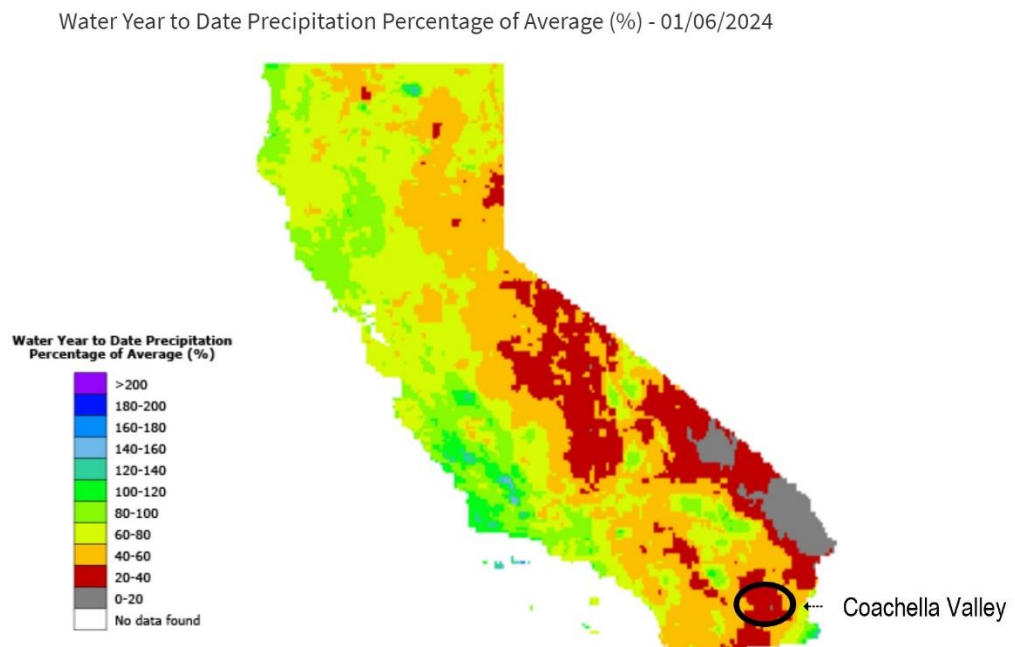 Water Year to Date Precipitation Percentage of Average (%) - 01/06/2024
Water Year to Date Precipitation
Percentage of Average (%)
>200
180-200
160-180
140-160
120-140
100-120
80-100
60-80
40-60
20-40
0-20
No data found
Coachella Valley